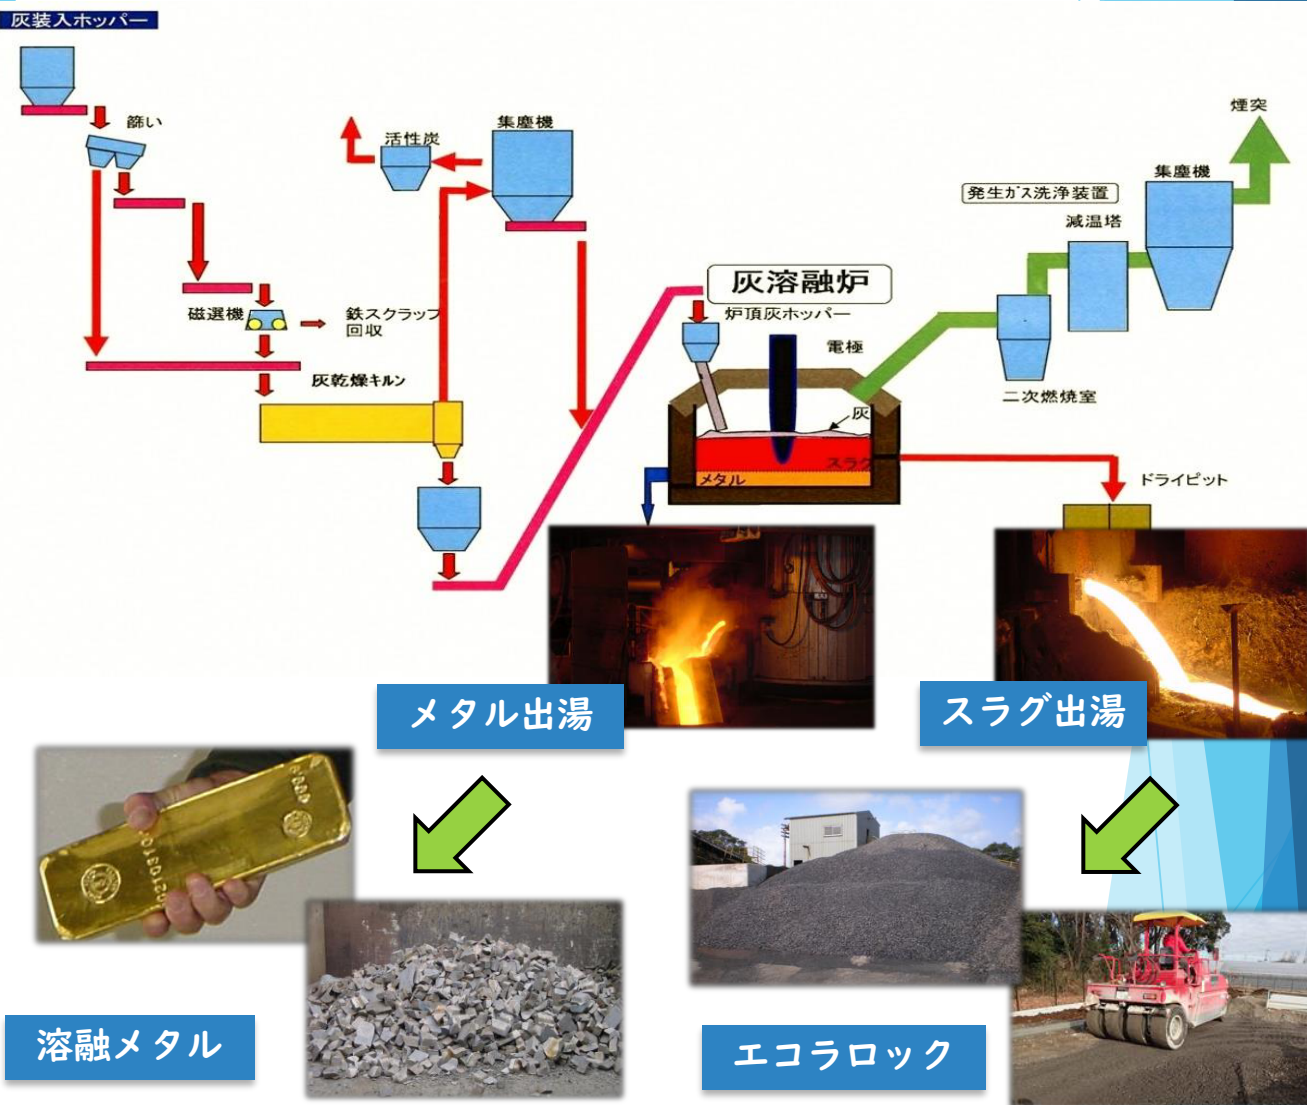 灰装入ホッパー
篩い
活性炭
集塵機
煙突
集塵機
発生ガス洗浄装置
減温塔
灰溶融炉
磁選機
鉄スクラップ
回収
炉頂灰ホッパー
電極
灰乾燥キルン
二次燃焼室
灰
スラグ
メタル
ドライピット
メタル出湯
スラグ出湯
溶融メタル
エコラロック